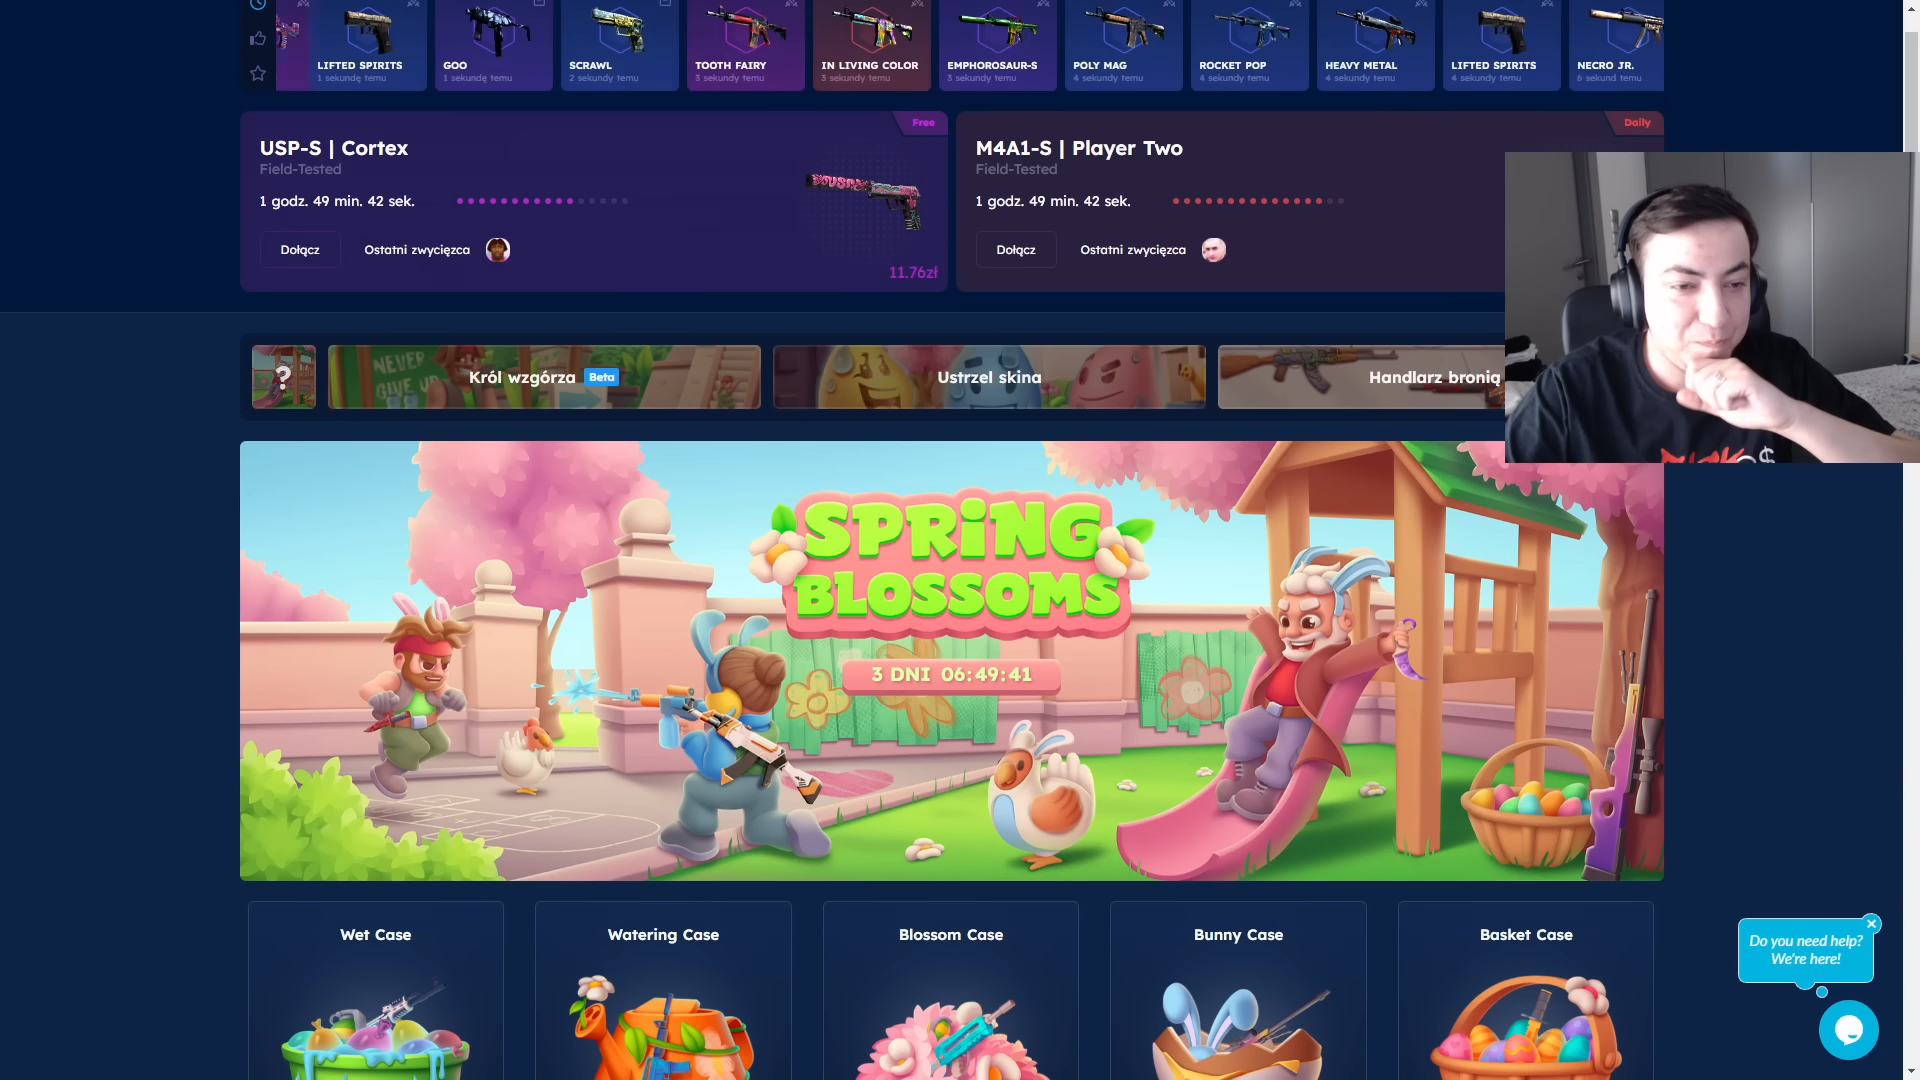 LIFTED SPIRITS
1 sekundę temu
GOO
1 sekundę temu
SCRAWL
2 sekundy temu
TOOTH FAIRY
3 sekundy temu
IN LIVING COLOR
3 sekundy temu
EMPHOROSAUR-S
3 sekundy temu
POLY MAG
4 sekundy temu
ROCKET POP
4 sekundy temu
HEAVY METAL
4 sekundy temu
LIFTED SPIRITS
4 sekundy temu
NECRO JR.
6 sekund temu
Free
USP-S | Cortex
Field-Tested
1 godz. 49 min. 42 sek.
Dołącz
Ostatni zwycięzca
11.76zł
Daily
M4A1-S | Player Two
Field-Tested
1 godz. 49 min. 42 sek.
Dołącz
Ostatni zwycięzca
?
NEVER
GIVE UP
Król wzgórza Beta
Ustrzel skina
Handlarz bronią
SPRING
BLOSSOMS
3 DNI 06:49:41
Wet Case
Watering Case
Blossom Case
Bunny Case
Basket Case
Do you need help?
We're here!